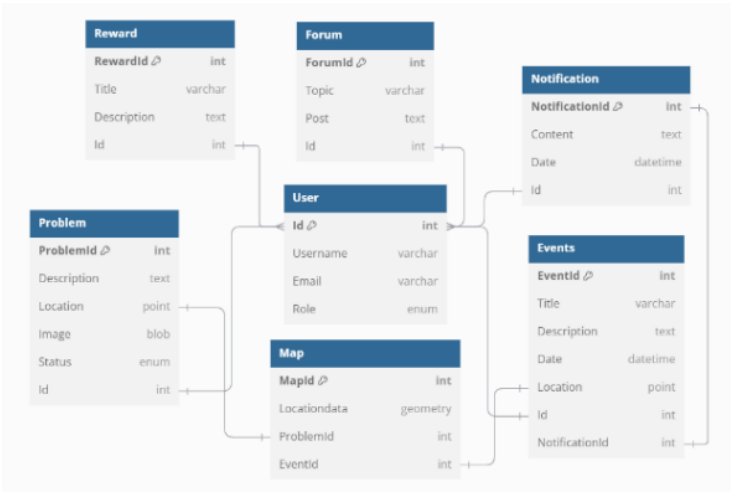 Reward
RewardId int
Title varchar
Description text
Id int
Forum
ForumId int
Topic varchar
Post text
Id int
Notification
NotificationId int
Content text
Date datetime
Id int
User
Id int
Username varchar
Email varchar
Role enum
Problem
ProblemId int
Description text
Location point
Image blob
Status enum
Id int
Events
EventId int
Title varchar
Description text
Date datetime
Location point
Id int
NotificationId int
Map
MapId int
Locationdata geometry
ProblemId int
EventId int